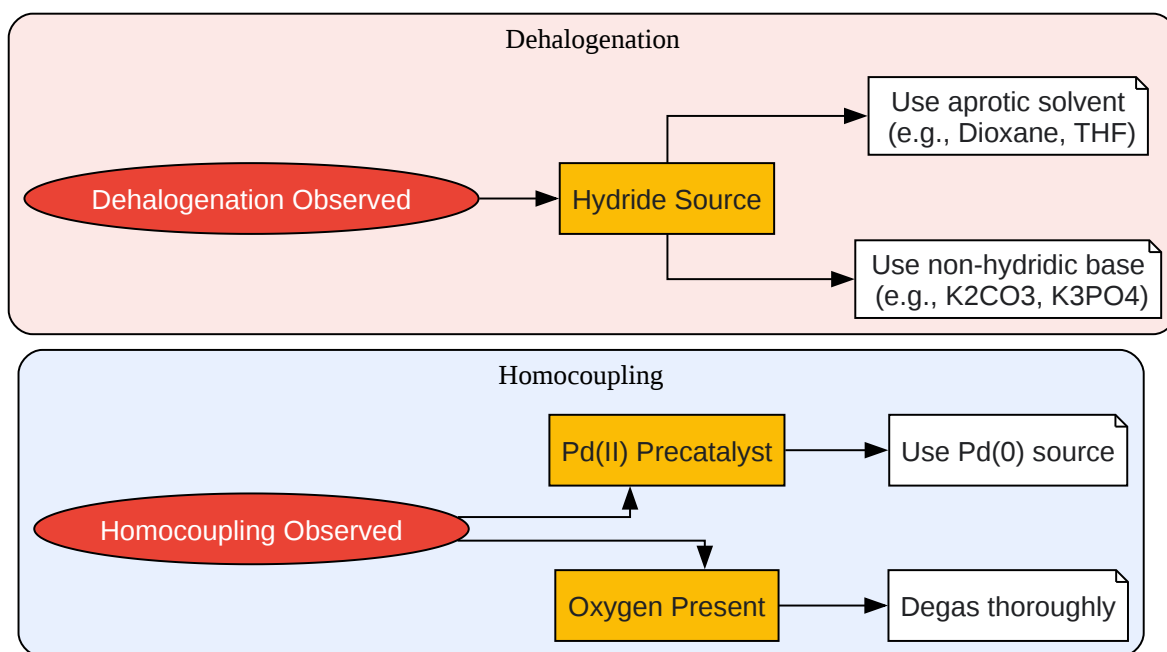 Dehalogenation
Use aprotic solvent
(e.g., Dioxane, THF)
Dehalogenation Observed
Hydride Source
Use non-hydridic base
(e.g., K2CO3, K3PO4)
Homocoupling
Pd(II) Precatalyst
Use Pd(0) source
Homocoupling Observed
Oxygen Present
Degas thoroughly